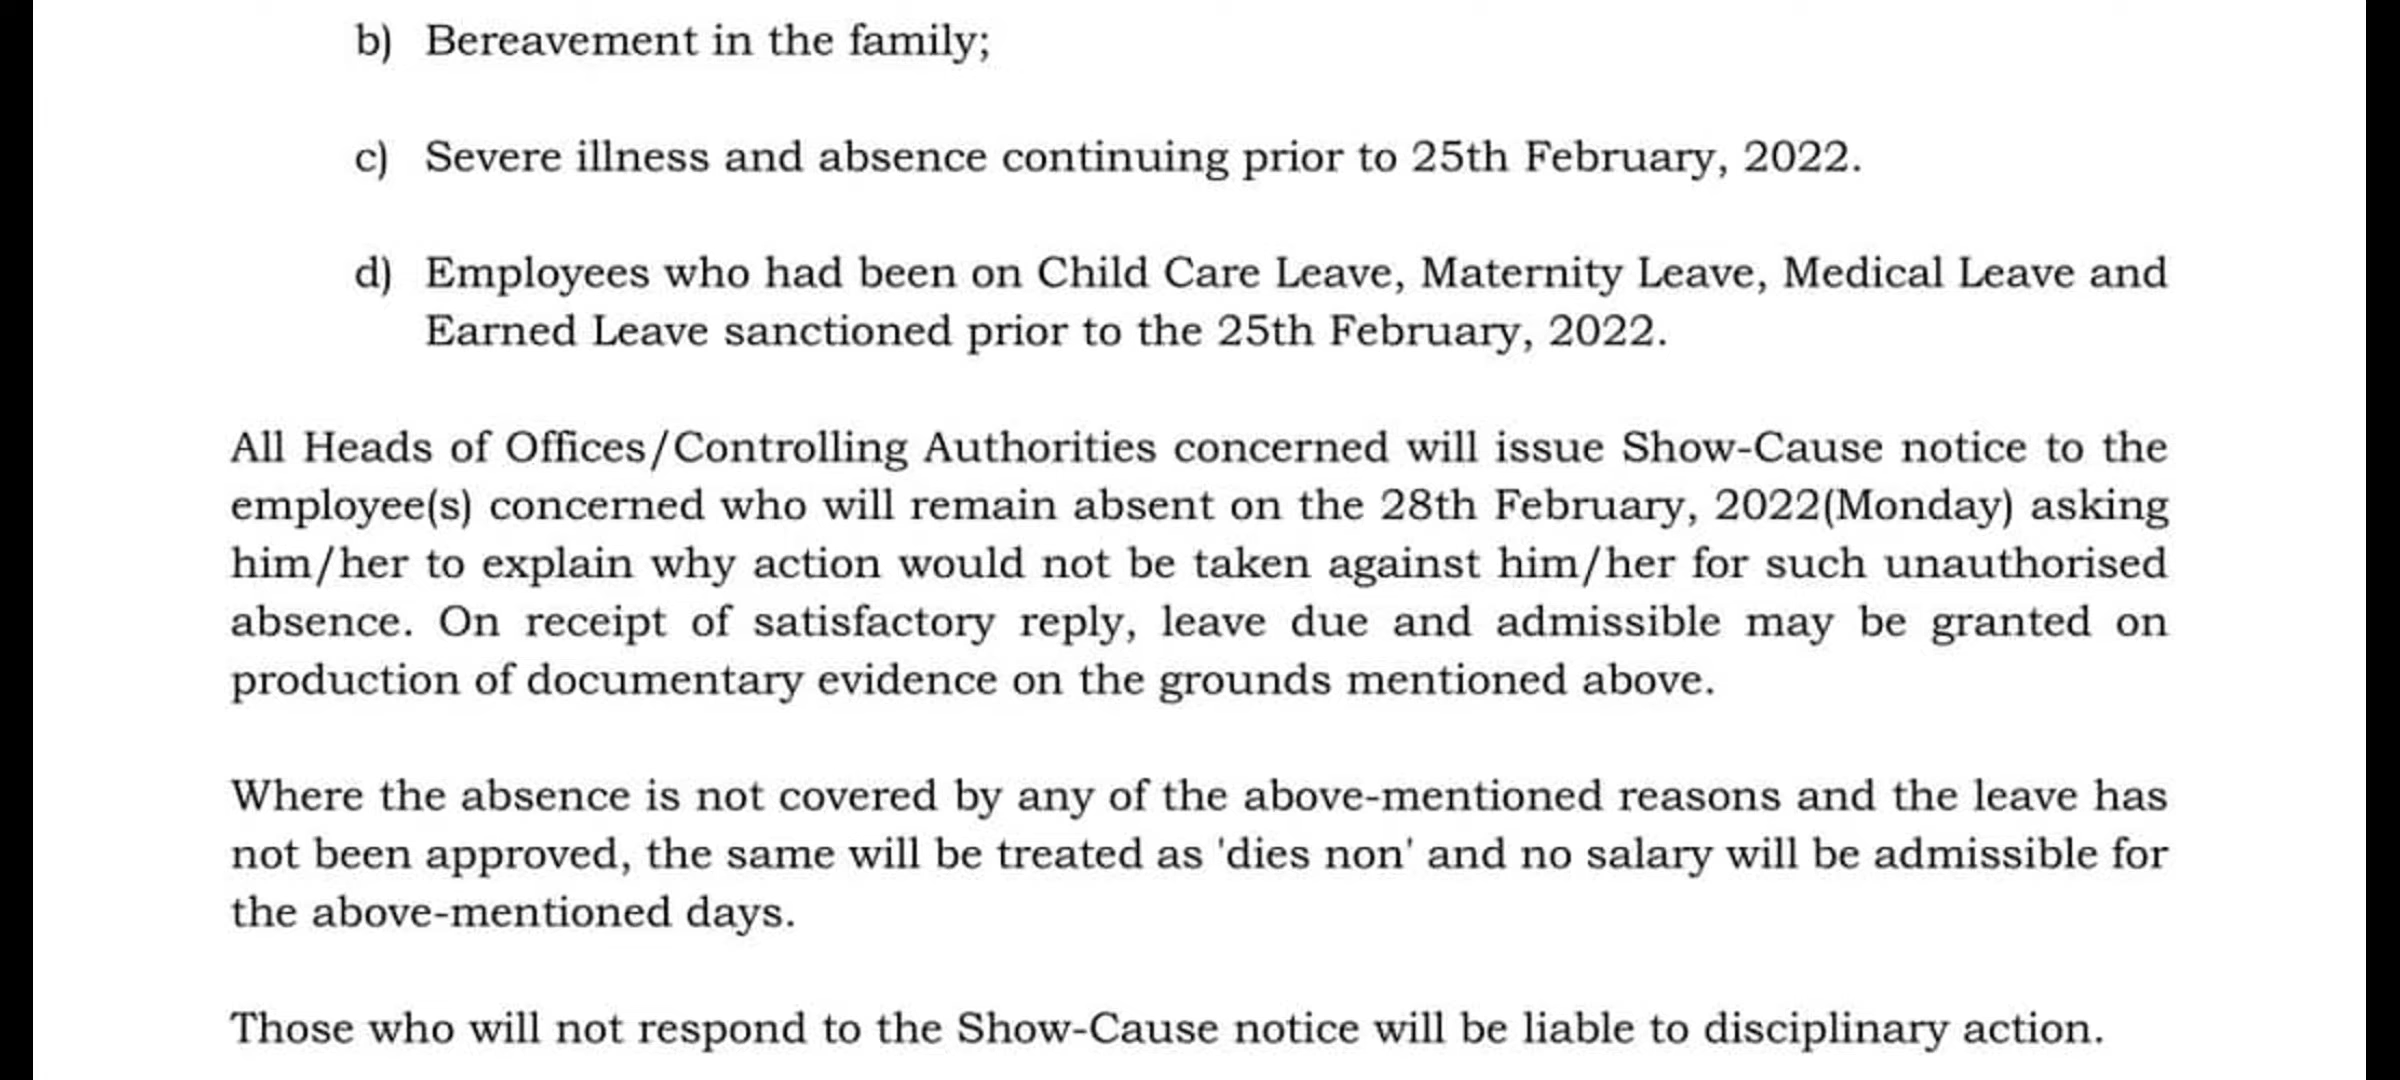 b) Bereavement in the family;
c) Severe illness and absence continuing prior to 25th February, 2022.
d) Employees who had been on Child Care Leave, Maternity Leave, Medical Leave and
Earned Leave sanctioned prior to the 25th February, 2022.
All Heads of Offices/Controlling Authorities concerned will issue Show-Cause notice to the
employee(s) concerned who will remain absent on the 28th February, 2022(Monday) asking
him/her to explain why action would not be taken against him/her for such unauthorised
absence. On receipt of satisfactory reply, leave due and admissible may be granted on
production of documentary evidence on the grounds mentioned above.
Where the absence is not covered by any of the above-mentioned reasons and the leave has
not been approved, the same will be treated as 'dies non' and no salary will be admissible for
the above-mentioned days.
Those who will not respond to the Show-Cause notice will be liable to disciplinary action.